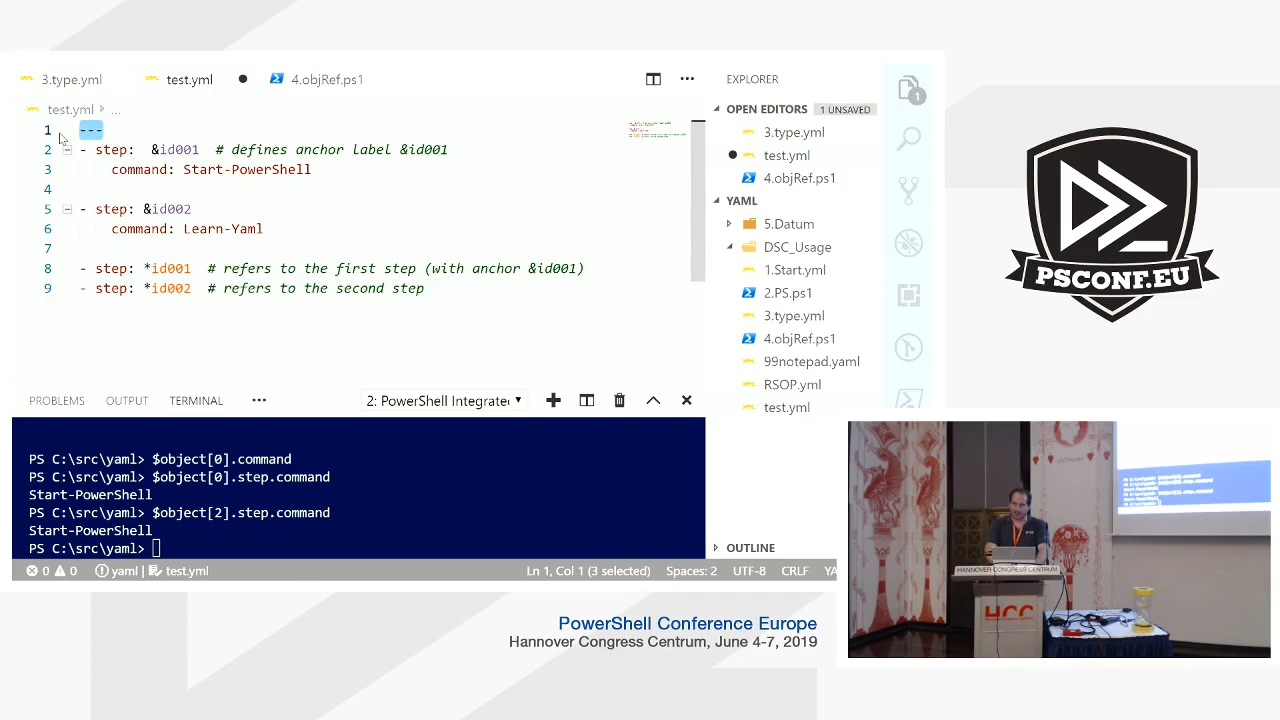 3.type.yml
test.yml
4.objRef.ps1
EXPLORER
test.yml
...
OPEN EDITORS
1 UNSAVED
3.type.yml
test.yml
4.objRef.ps1
1 ---
2 - step:  &id001  # defines anchor label &id001
3 command: Start-PowerShell
4
5 - step: &id002
6 command: Learn-Yaml
7
8 - step: *id001  # refers to the first step (with anchor &id001)
9 - step: *id002  # refers to the second step
YAML
5.Datum
DSC_Usage
1.Start.yml
2.PS.ps1
3.type.yml
4.objRef.ps1
99notepad.yaml
RSOP.yml
test.yml
1
PSCONF.EU
PROBLEMS
OUTPUT
TERMINAL
2: PowerShell Integrate
PS C:\src\yaml> $object[0].command
PS C:\src\yaml> $object[0].step.command
Start-PowerShell
PS C:\src\yaml> $object[2].step.command
Start-PowerShell
PS C:\src\yaml>
OUTLINE
0 0 yaml | test.yml
Ln 1, Col 1 (3 selected)
Spaces: 2
UTF-8
CRLF
YA
HANNOVER CONGRESS CENTRUM
HCC
PowerShell Conference Europe
Hannover Congress Centrum, June 4-7, 2019